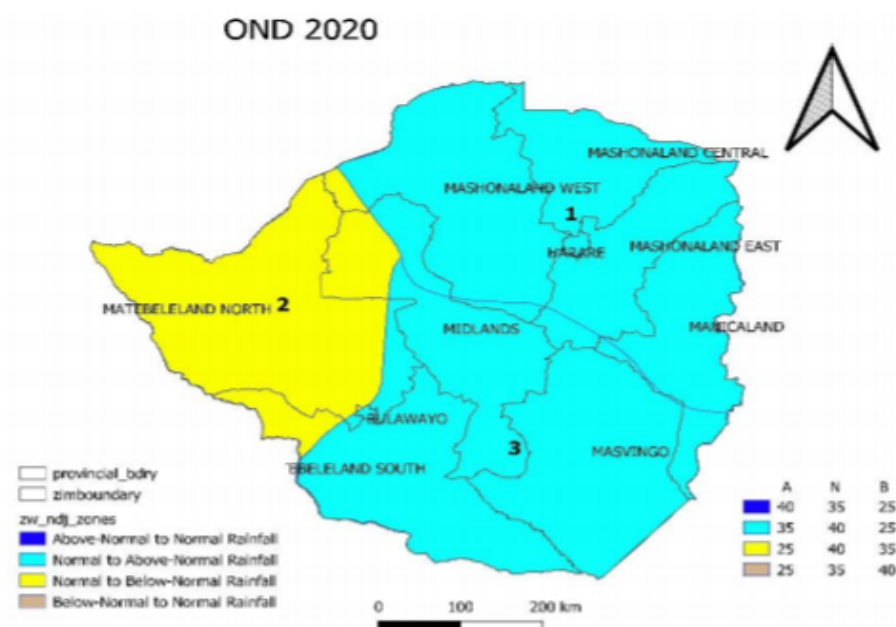 OND 2020
MASHONALAND CENTRAL
MASHONALAND WEST
1
HARARE
MASHONALAND EAST
MATEBELELAND NORTH
2
MIDLANDS
MANICALAND
BULAWAYO
3
MASVINGO
EBELELAND SOUTH
provincial_bdry
zimboundary
zw_ndj_zones
Above-Normal to Normal Rainfall
Normal to Above-Normal Rainfall
Normal to Below-Normal Rainfall
Below-Normal to Normal Rainfall
A N B
40 35 25
35 40 25
25 40 35
25 35 40
0 100 200 km